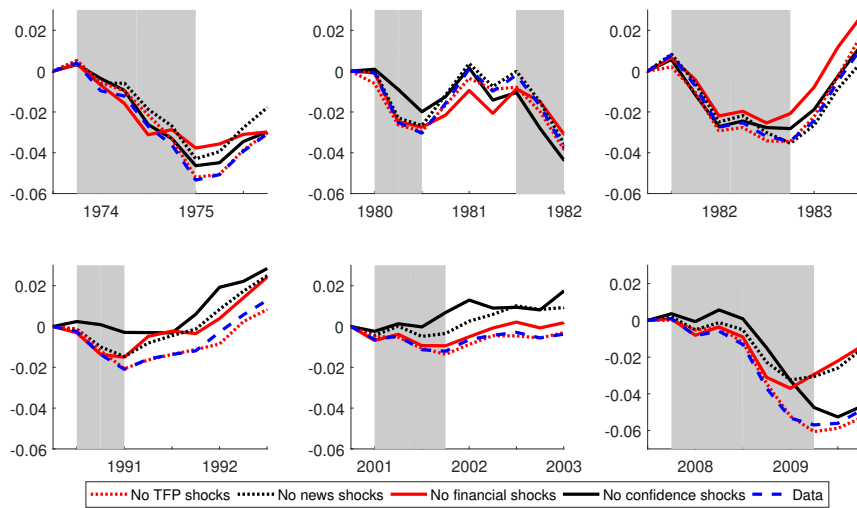 0.02 0.02 0.02
0 0 0
-0.02 -0.02 -0.02
-0.04 -0.04 -0.04
-0.06 -0.06 -0.06
1974 1975 1980 1981 1982 1982 1983
0.02 0.02 0.02
0 0 0
-0.02 -0.02 -0.02
-0.04 -0.04 -0.04
-0.06 -0.06 -0.06
1991 1992 2001 2002 2003 2008 2009
No TFP shocks No news shocks No financial shocks No confidence shocks Data